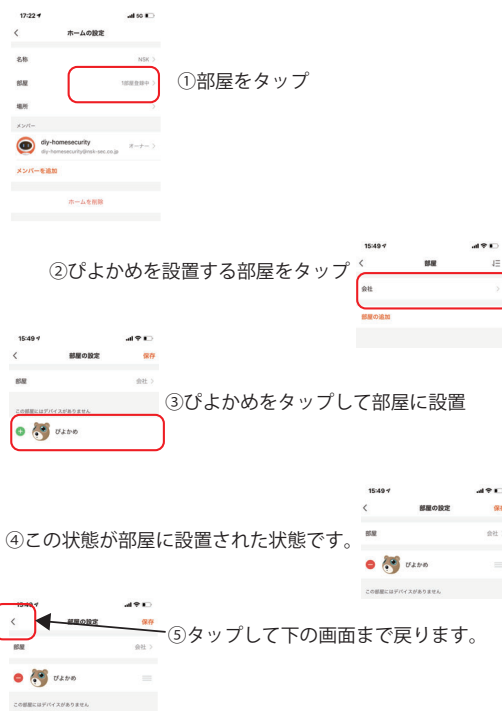 17:22
5G
ホームの設定
名称
NSK
部屋
1部屋登録中
場所
①部屋をタップ
メンバー
diy-homesecurity
diy-homesecurity@nsk-sec.co.jp
オーナー
メンバーを追加
ホームを削除
②ぴよかめを設置する部屋をタップ
15:49
部屋
会社
部屋の追加
15:49
部屋の設定
保存
部屋
会社
この部屋にはデバイスがありません
ぴよかめ
③ぴよかめをタップして部屋に設置
④この状態が部屋に設置された状態です。
15:49
部屋の設定
保存
部屋
会社
ぴよかめ
この部屋にはデバイスがありません
15:49
部屋の設定
保存
部屋
会社
ぴよかめ
この部屋にはデバイスがありません
⑤タップして下の画面まで戻ります。